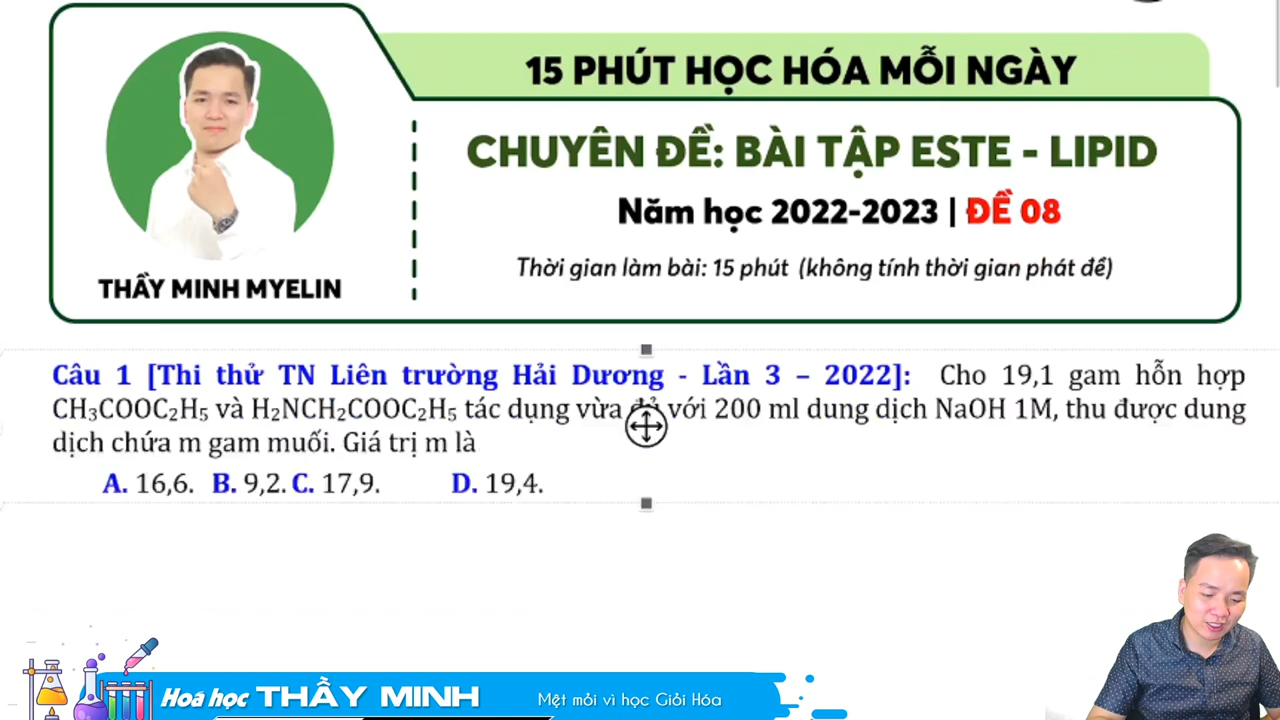 15 PHÚT HỌC HÓA MỖI NGÀY
CHUYÊN ĐỀ: BÀI TẬP ESTE - LIPID
Năm học 2022-2023 | ĐỀ 08
Thời gian làm bài: 15 phút (không tính thời gian phát đề)
THẦY MINH MYELIN
Câu 1 [Thi thử TN Liên trường Hải Dương - Lần 3 – 2022]: Cho 19,1 gam hỗn hợp
CH₃COOC₂H₅ và H₂NCH₂COOC₂H₅ tác dụng vừa đủ với 200 ml dung dịch NaOH 1M, thu được dung
dịch chứa m gam muối. Giá trị m là
A. 16,6. B. 9,2. C. 17,9. D. 19,4.
Hoá học THẦY MINH
Mệt mỏi vì học Giỏi Hóa